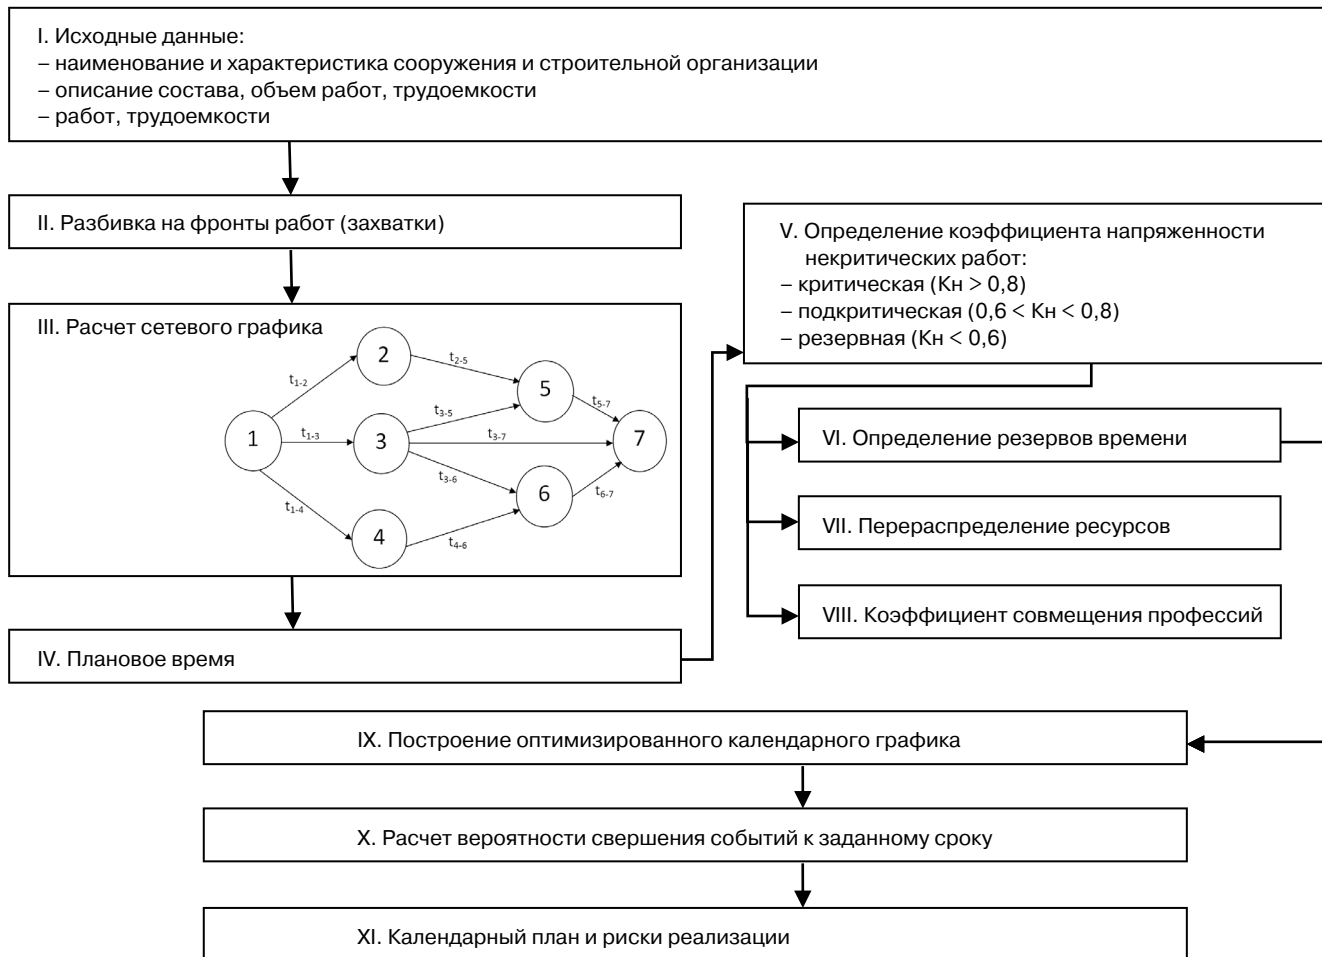 I. Исходные данные:
– наименование и характеристика сооружения и строительной организации
– описание состава, объем работ, трудоемкости
– работ, трудоемкости
II. Разбивка на фронты работ (захватки)
III. Расчет сетевого графика
1
2
3
4
5
6
7
t1-2
t1-3
t1-4
t2-5
t3-5
t3-7
t3-6
t4-6
t5-7
t6-7
IV. Плановое время
V. Определение коэффициента напряженности
некритических работ:
– критическая (Кн > 0,8)
– подкритическая (0,6 < Кн < 0,8)
– резервная (Кн < 0,6)
VI. Определение резервов времени
VII. Перераспределение ресурсов
VIII. Коэффициент совмещения профессий
IX. Построение оптимизированного календарного графика
X. Расчет вероятности свершения событий к заданному сроку
XI. Календарный план и риски реализации